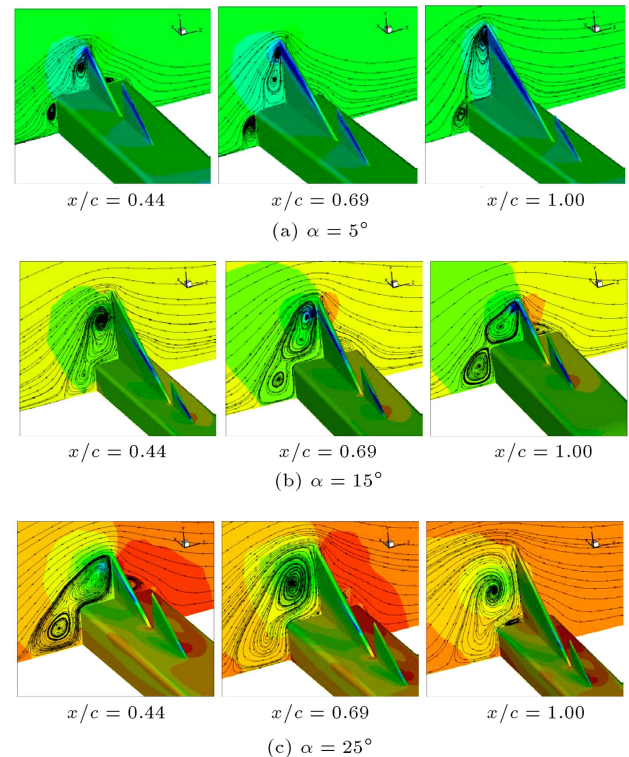 x/c = 0.44 x/c = 0.69 x/c = 1.00
(a) α = 5°
x/c = 0.44 x/c = 0.69 x/c = 1.00
(b) α = 15°
x/c = 0.44 x/c = 0.69 x/c = 1.00
(c) α = 25°